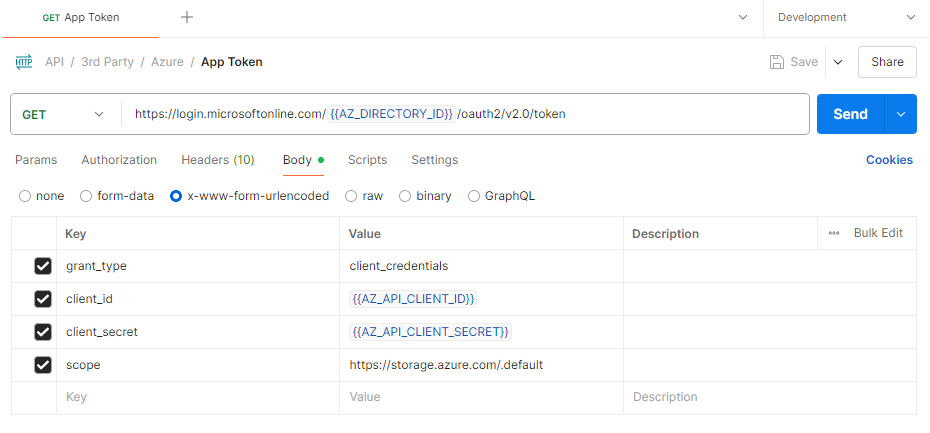 GET App Token + Development
HTTP API / 3rd Party / Azure / App Token Save Share
GET https://login.microsoftonline.com/{{AZ_DIRECTORY_ID}}/oauth2/v2.0/token Send
Params Authorization Headers (10) Body Scripts Settings Cookies
none form-data x-www-form-urlencoded raw binary GraphQL
Key Value Description Bulk Edit
grant_type client_credentials
client_id {{AZ_API_CLIENT_ID}}
client_secret {{AZ_API_CLIENT_SECRET}}
scope https://storage.azure.com/.default
Key Value Description